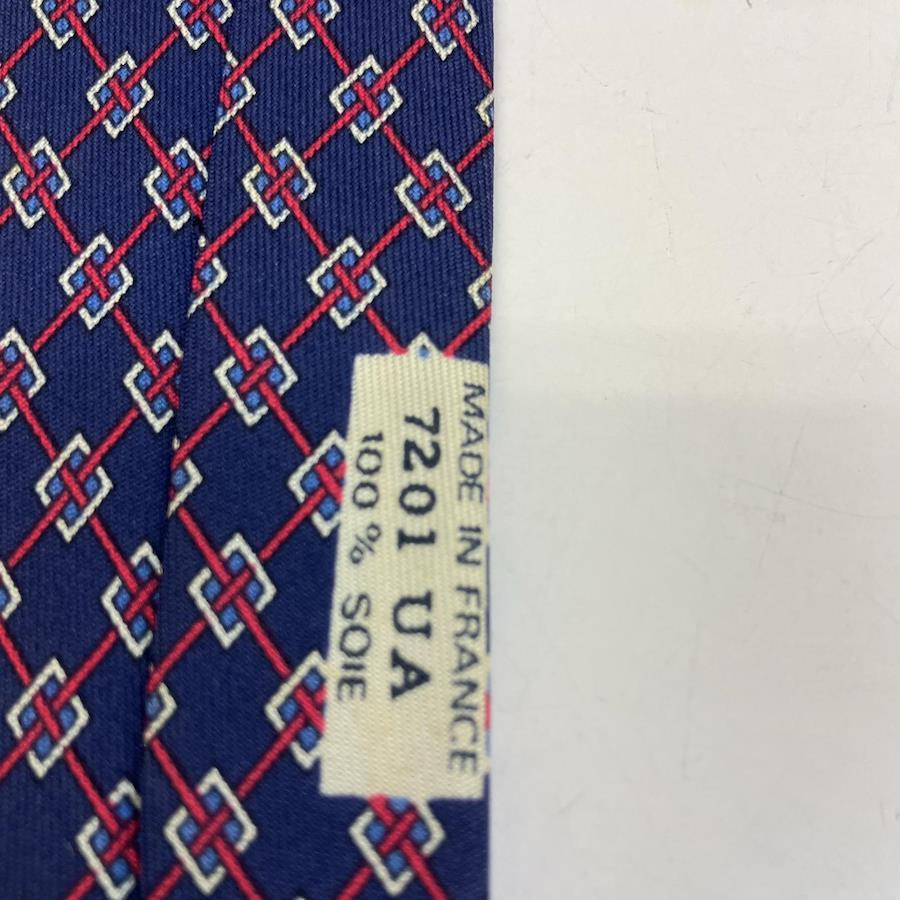 MADE IN FRANCE
7201 UA
100 % SOIE